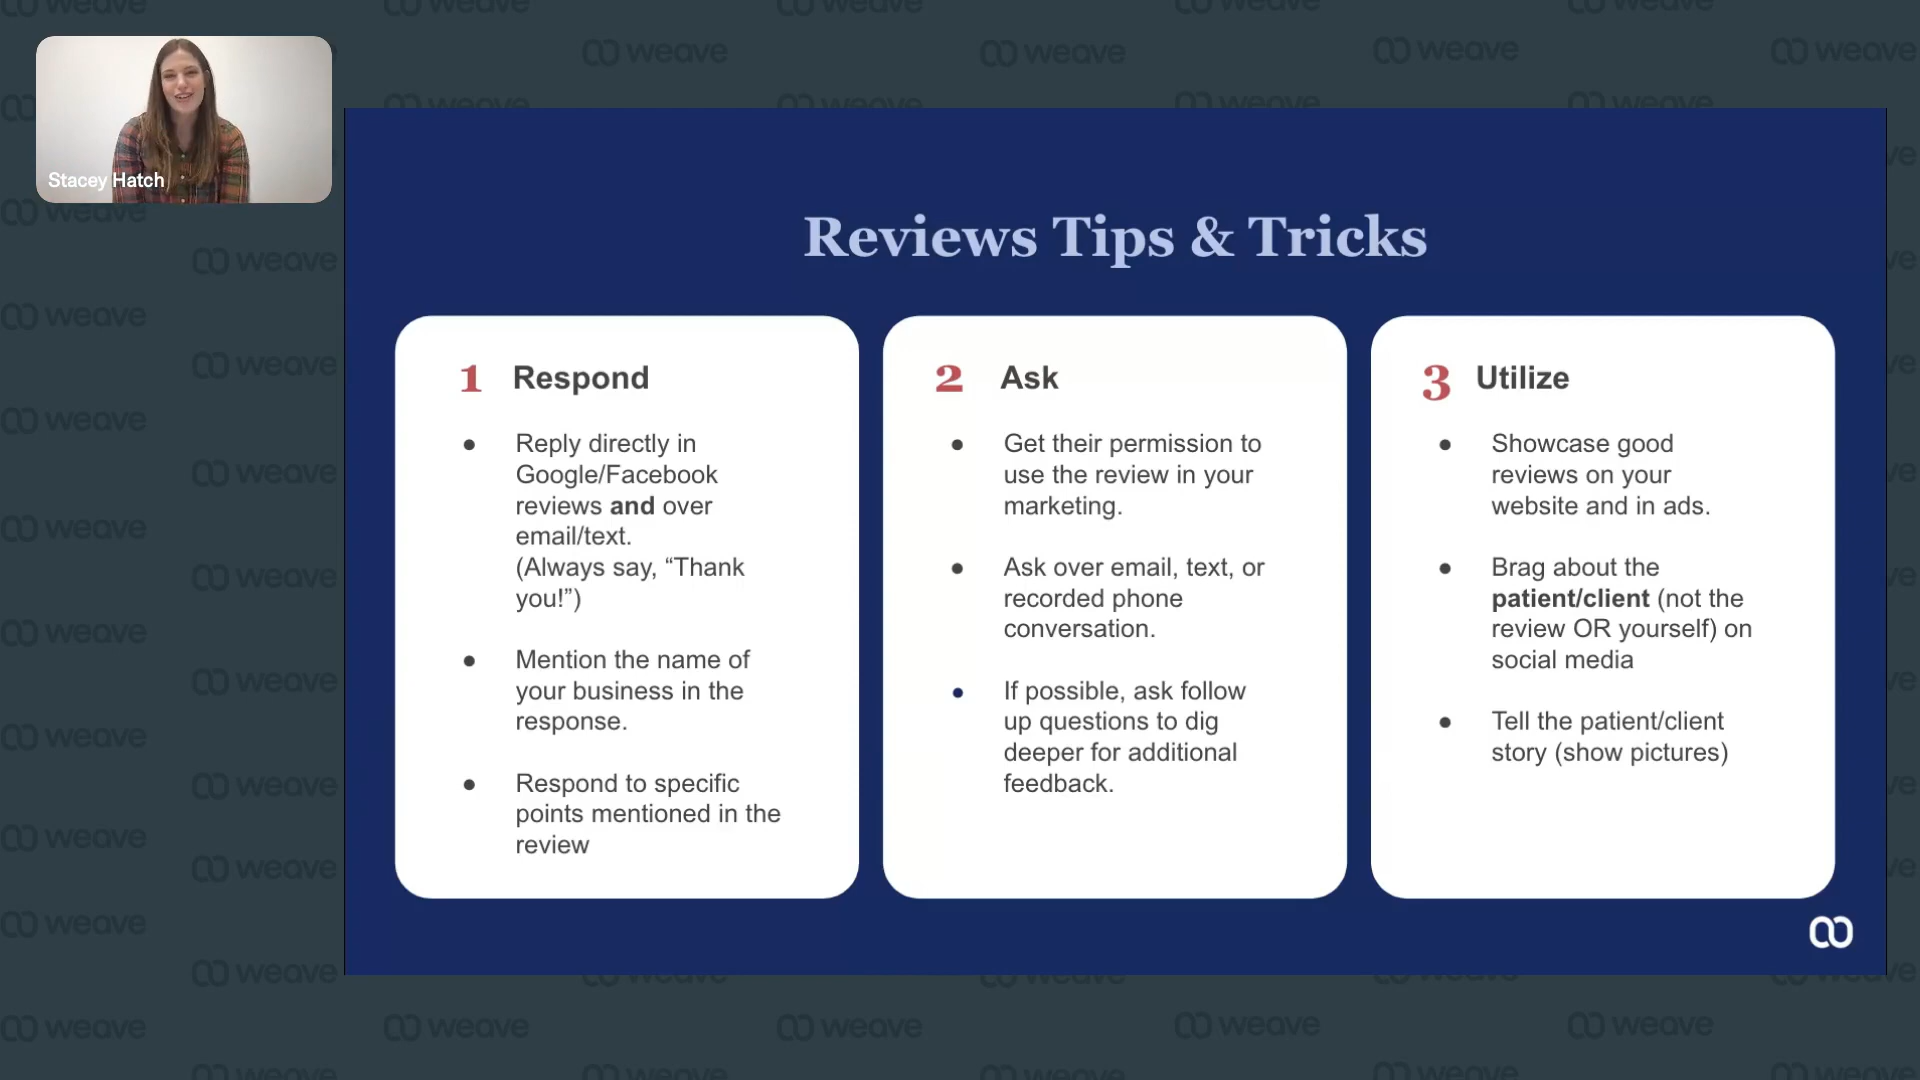 Stacey Hatch
Reviews Tips & Tricks
1 Respond
● Reply directly in
Google/Facebook
reviews and over
email/text.
(Always say, “Thank
you!”)
● Mention the name of
your business in the
response.
● Respond to specific
points mentioned in the
review
2 Ask
● Get their permission to
use the review in your
marketing.
● Ask over email, text, or
recorded phone
conversation.
● If possible, ask follow
up questions to dig
deeper for additional
feedback.
3 Utilize
● Showcase good
reviews on your
website and in ads.
● Brag about the
patient/client (not the
review OR yourself) on
social media
● Tell the patient/client
story (show pictures)
weave